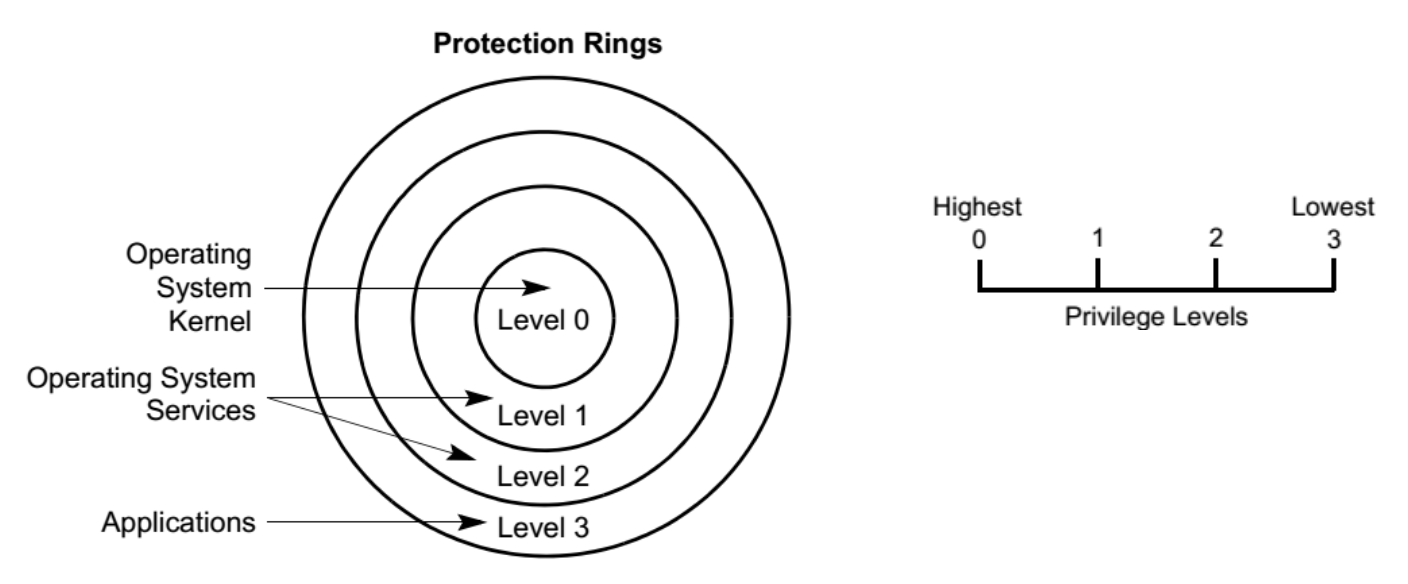 Protection Rings
Operating
System
Kernel
Level 0
Operating System
Services
Level 1
Level 2
Applications
Level 3
Highest
Lowest
0
1
2
3
Privilege Levels